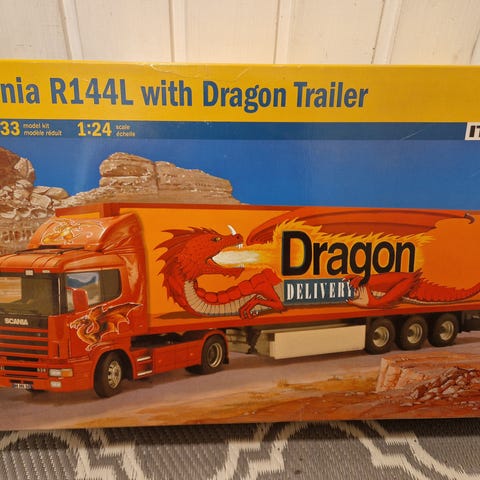 nia R144L with Dragon Trailer
33 model kit modèle réduit 1:24 scale échelle
IT
Dragon
DELIVERY
SCANIA